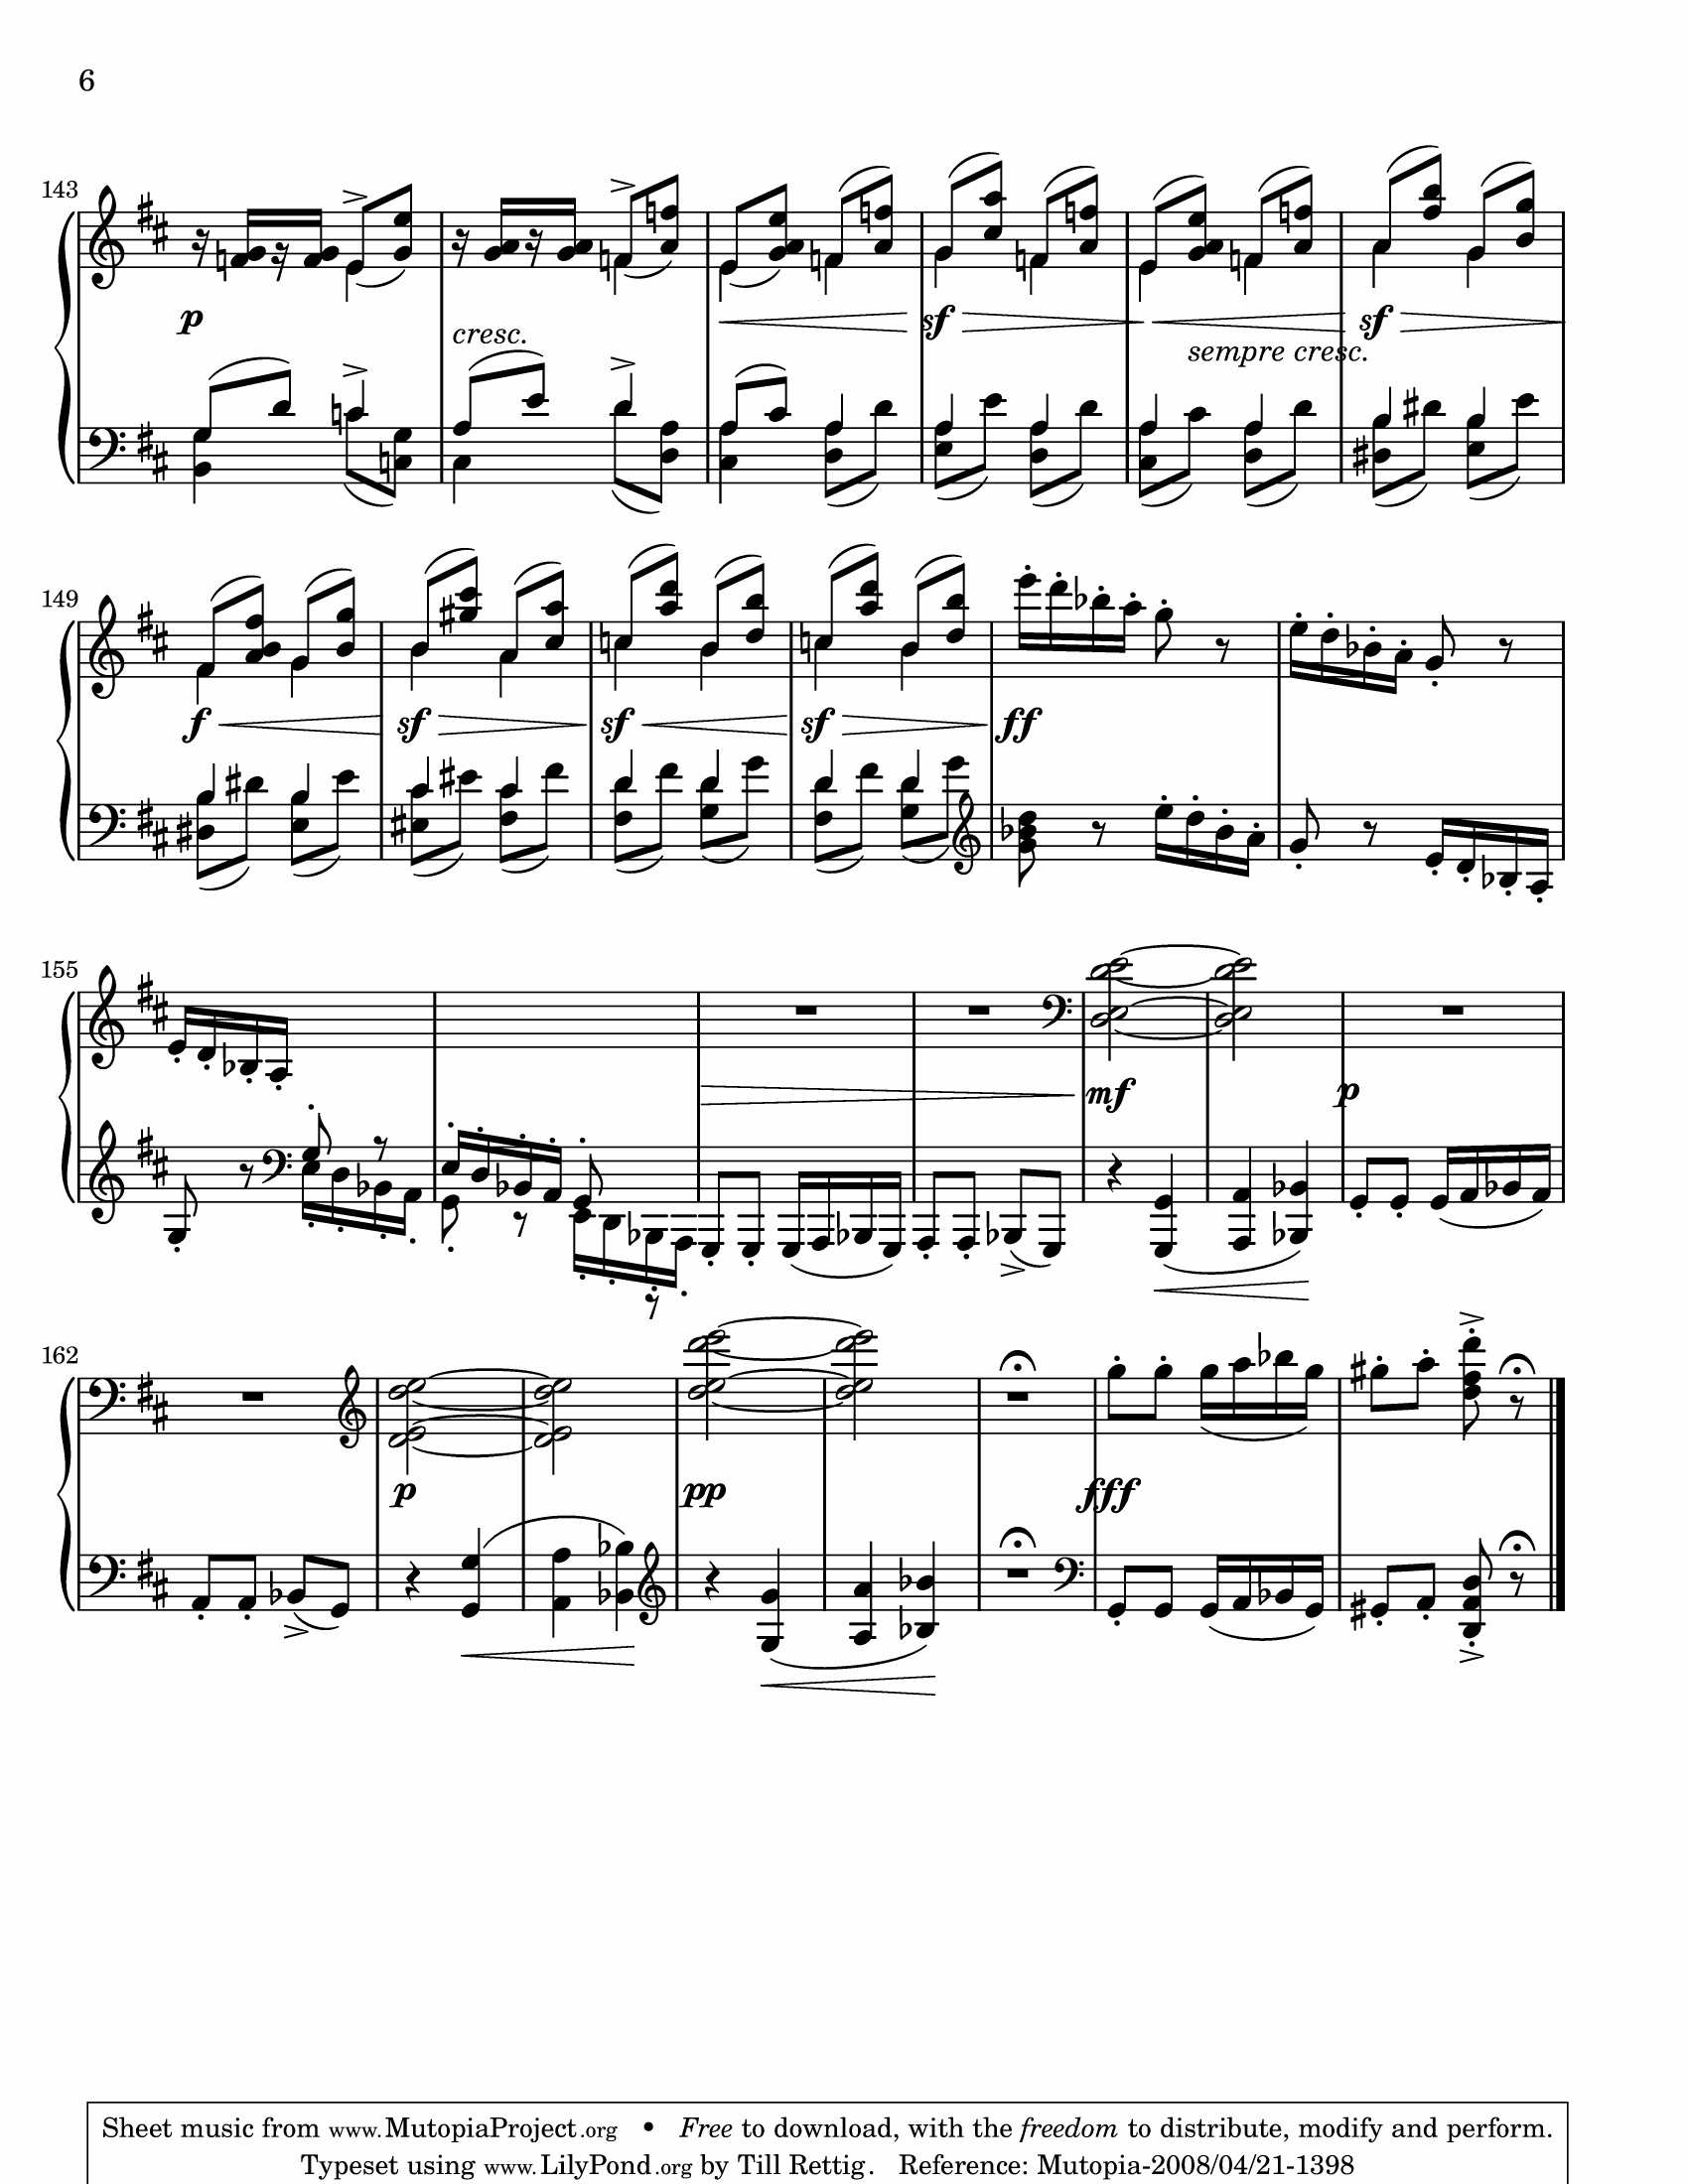 6
143
p
cresc.
sf
sempre cresc.
sf
149
f
sf
sf
sf
ff
155
mf
p
162
p
pp
fff
Sheet music from www.MutopiaProject.org • Free to download, with the freedom to distribute, modify and perform.
Typeset using www.LilyPond.org by Till Rettig. Reference: Mutopia-2008/04/21-1398